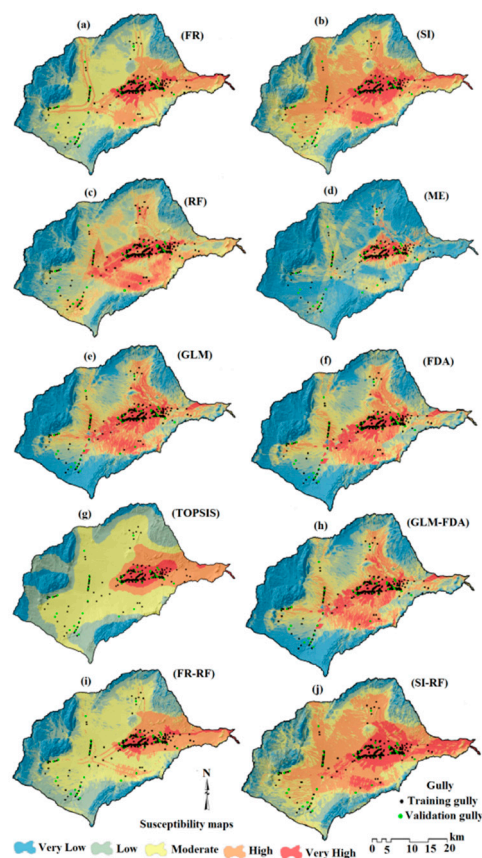 (a) (FR)
(b) (SI)
(c) (RF)
(d) (ME)
(e) (GLM)
(f) (FDA)
(g) (TOPSIS)
(h) (GLM-FDA)
(i) (FR-RF)
(j) (SI-RF)
N
Susceptibility maps
Very Low Low Moderate High Very High
Gully
Training gully
Validation gully
km
0 5 10 20